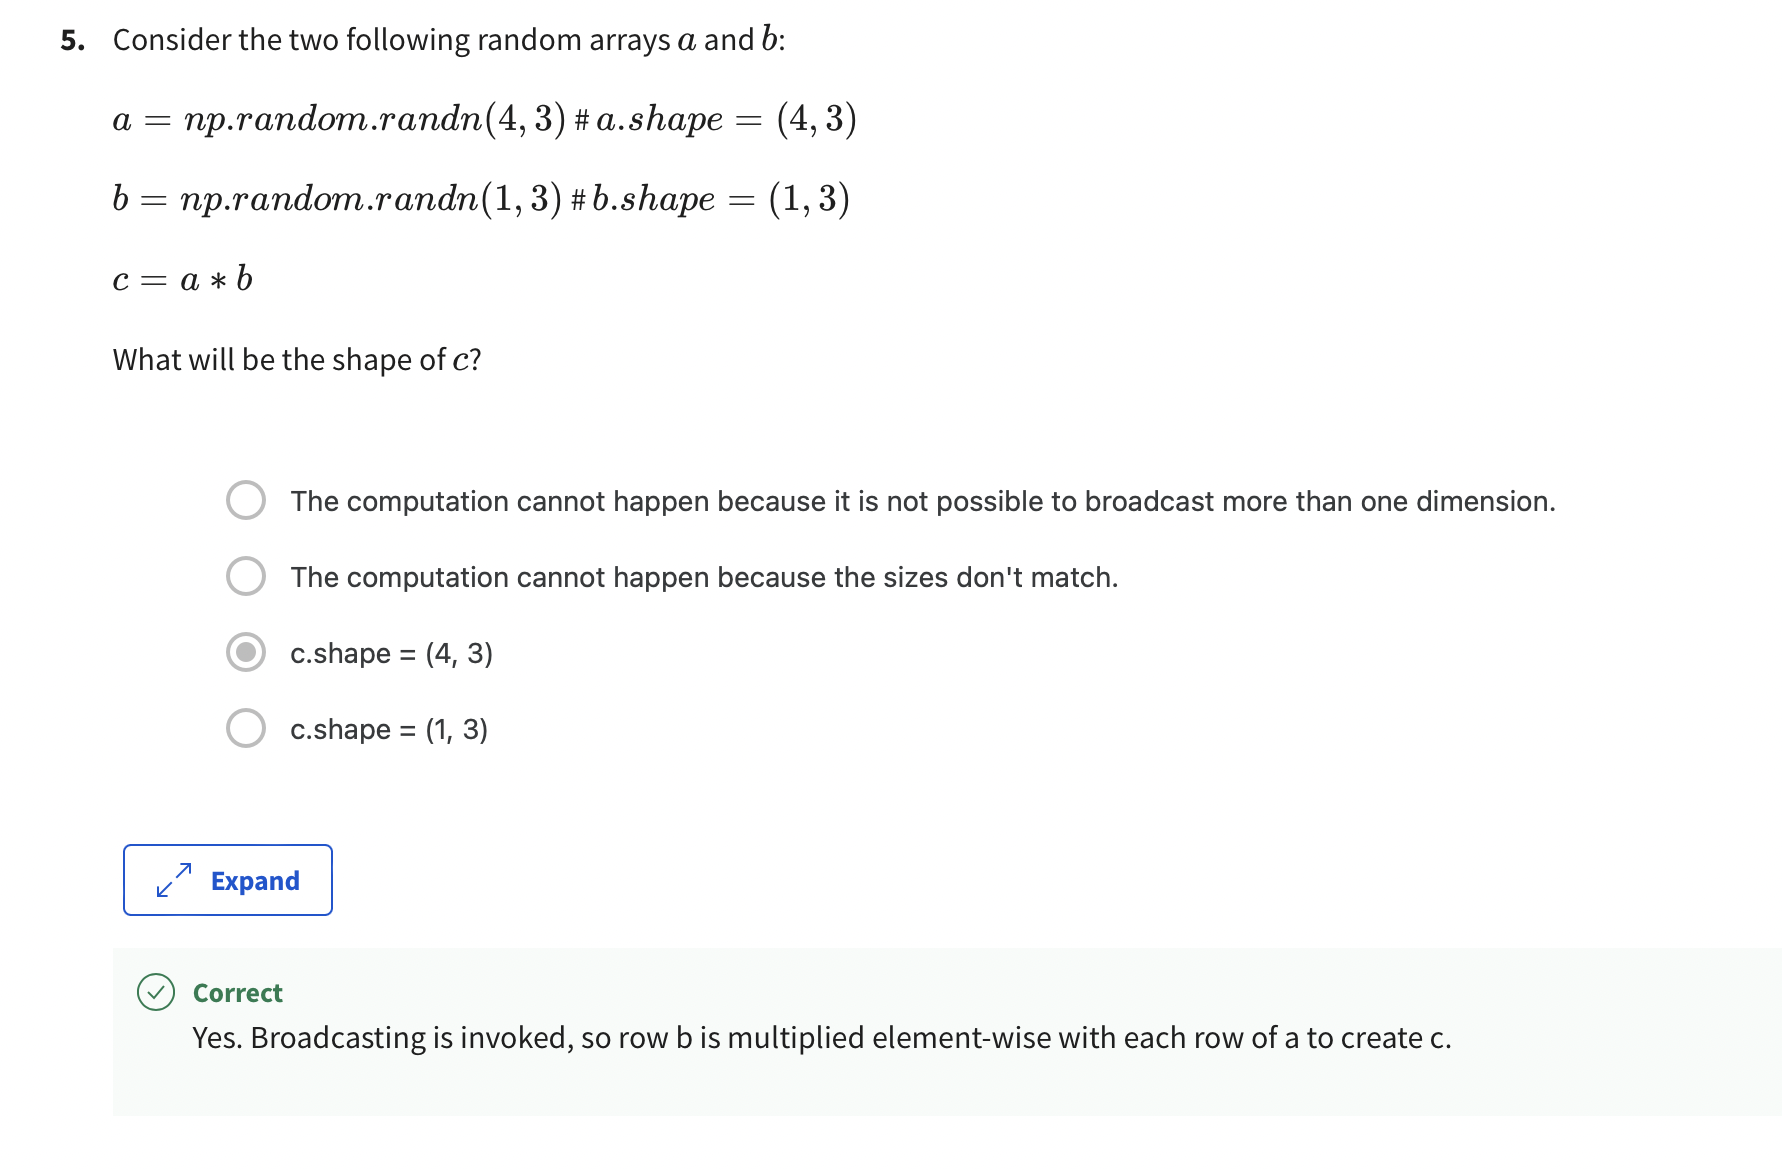 5. Consider the two following random arrays a and b:
a = np.random.randn(4, 3) # a.shape = (4, 3)
b = np.random.randn(1, 3) # b.shape = (1, 3)
c = a ∗ b
What will be the shape of c?
The computation cannot happen because it is not possible to broadcast more than one dimension.
The computation cannot happen because the sizes don't match.
c.shape = (4, 3)
c.shape = (1, 3)
Expand
Correct
Yes. Broadcasting is invoked, so row b is multiplied element-wise with each row of a to create c.